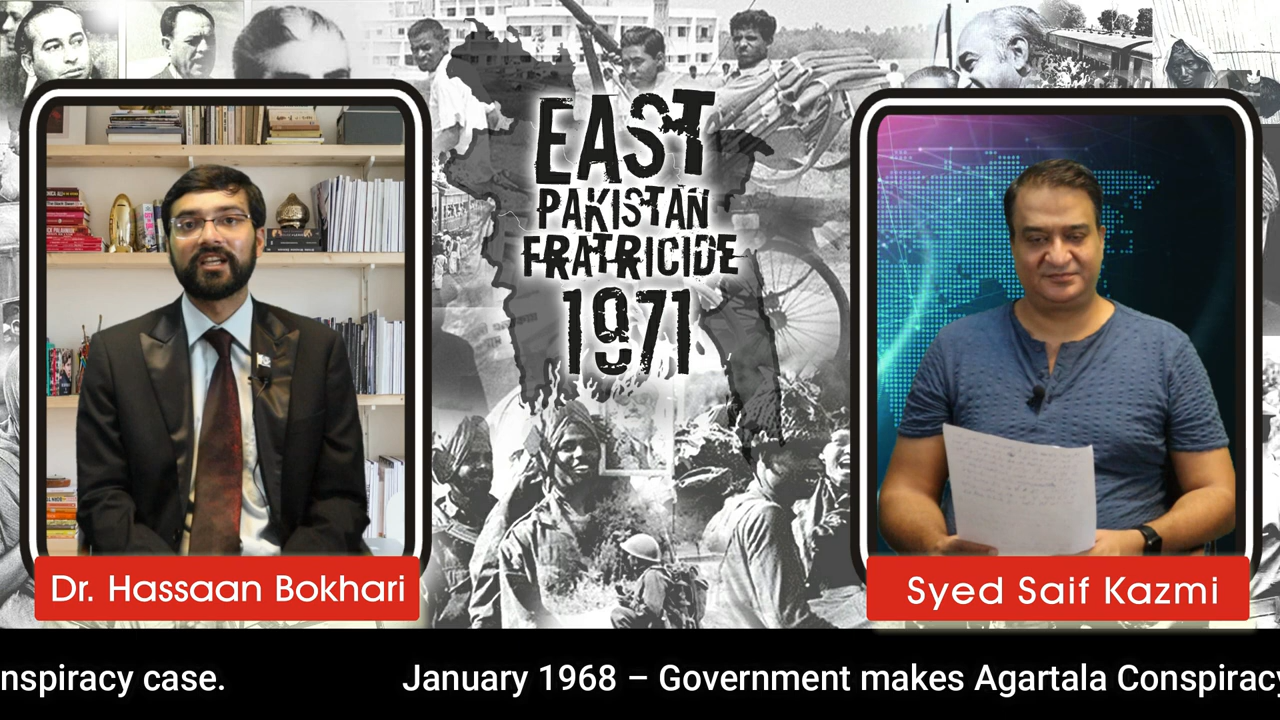 EAST
PAKISTAN
FRATRICIDE
1971
Dr. Hassaan Bokhari
Syed Saif Kazmi
nspiracy case.
January 1968 – Government makes Agartala Conspiracy